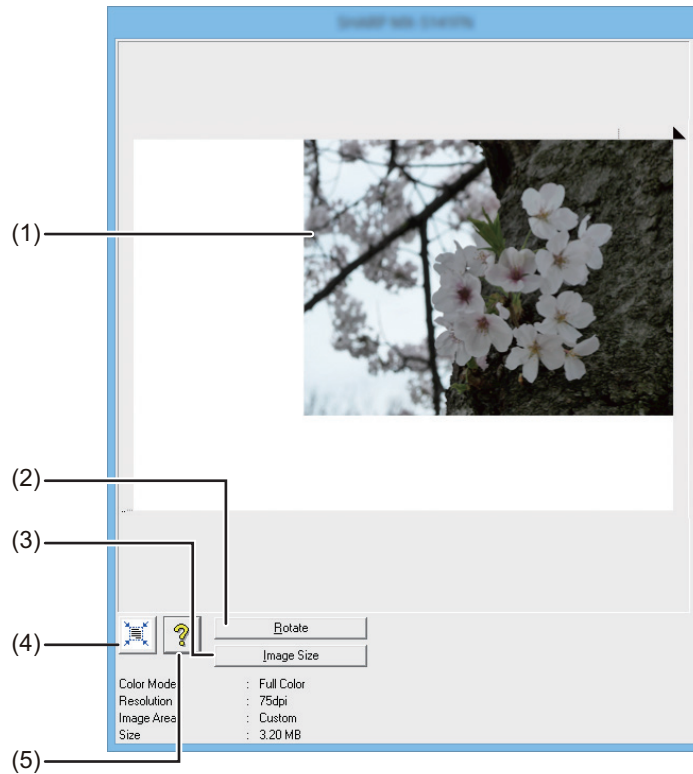 (1)
(2)
(3)
(4)
(5)
Rotate
Image Size
Color Mode : Full Color
Resolution : 75dpi
Image Area : Custom
Size : 3.20 MB